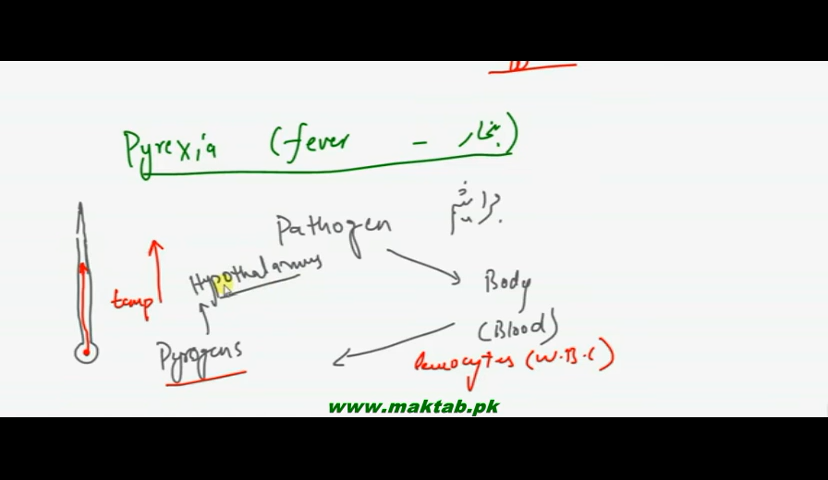 Pyrexia (fever - بخار)
Pathogen جراثیم
Hypothalamus
temp
Body
(Blood)
Pyrogens
Leucocytes (W.B.C)
www.maktab.pk